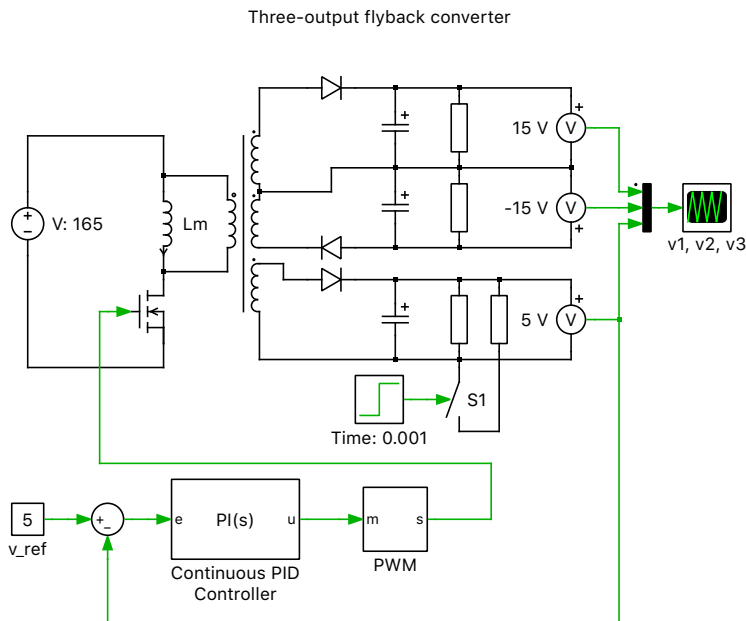 Three-output flyback converter
15 V
V
V: 165
Lm
-15 V
V
v1, v2, v3
5 V
V
S1
Time: 0.001
5
v_ref
e
PI(s)
u
m
s
Continuous PID
Controller
PWM